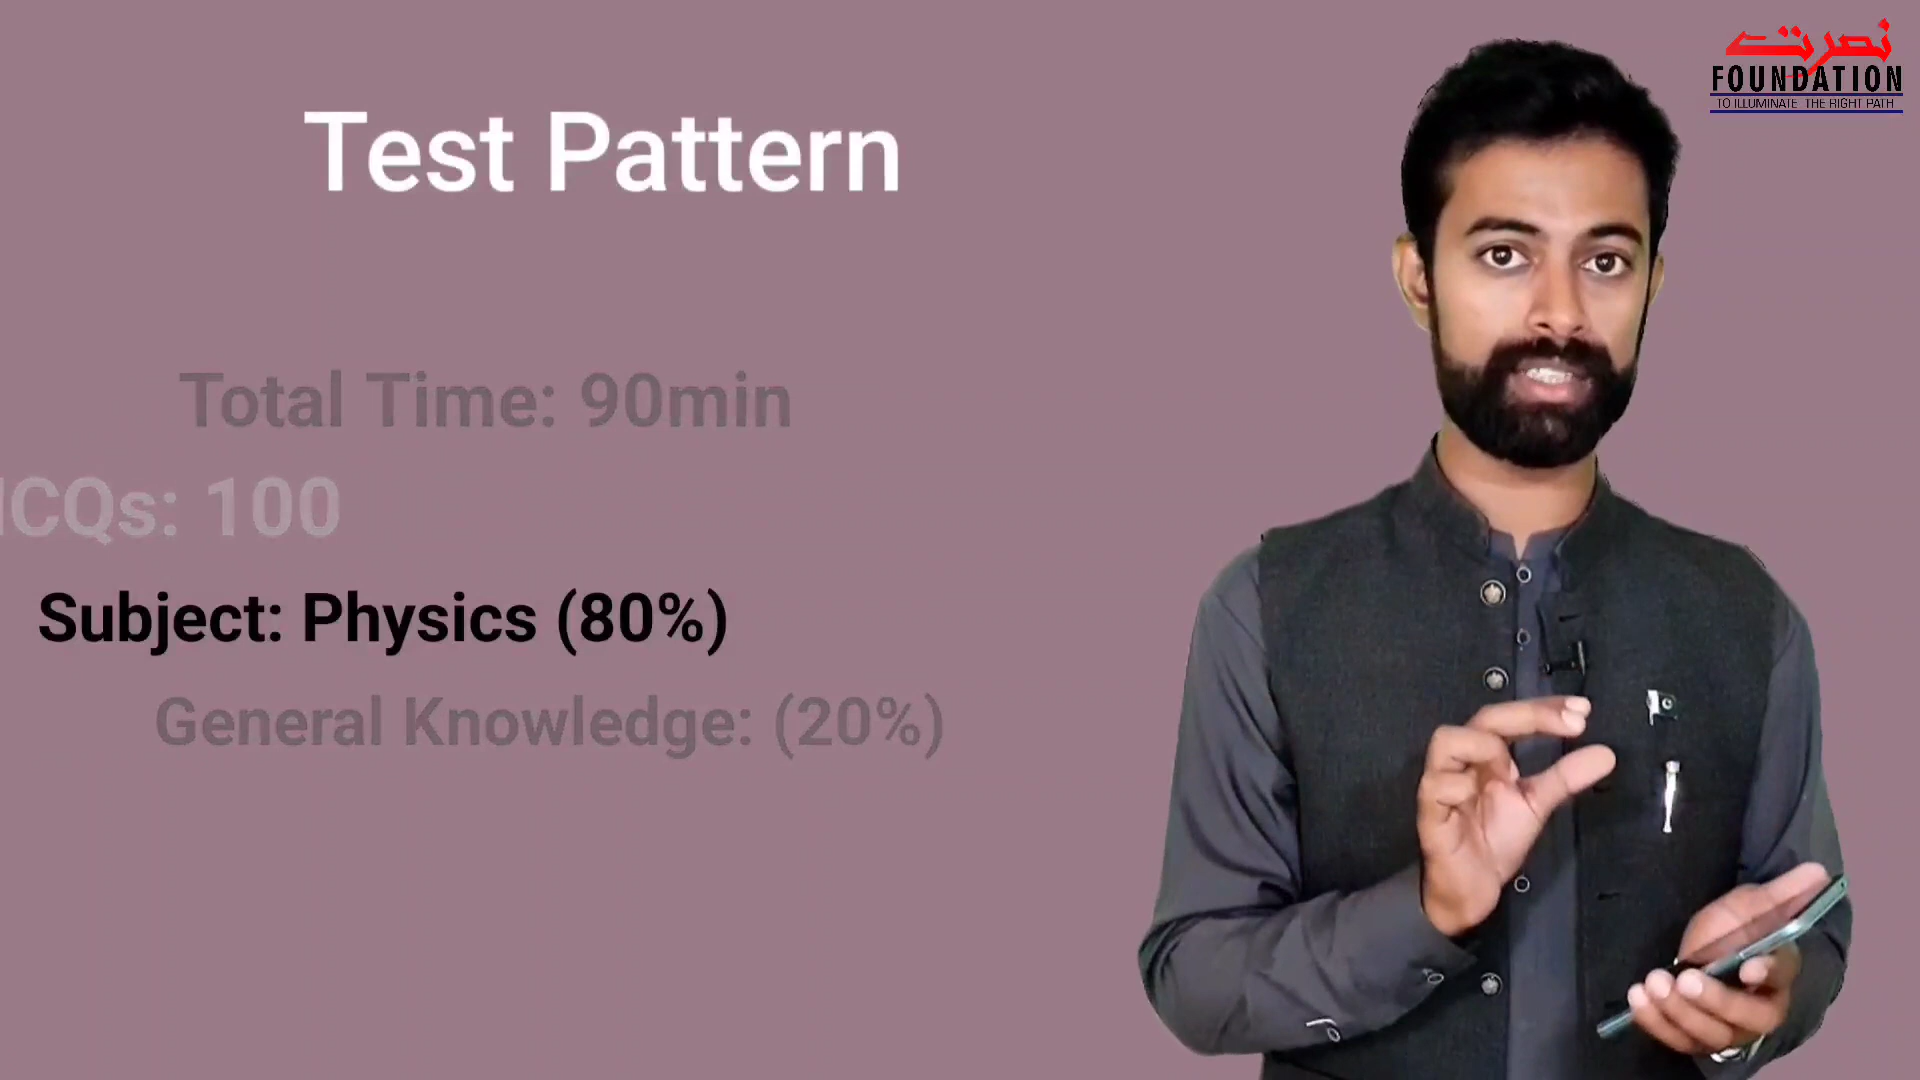 نصرت
FOUNDATION
TO ILLUMINATE THE RIGHT PATH
Test Pattern
Total Time: 90min
CQs: 100
Subject: Physics (80%)
General Knowledge: (20%)